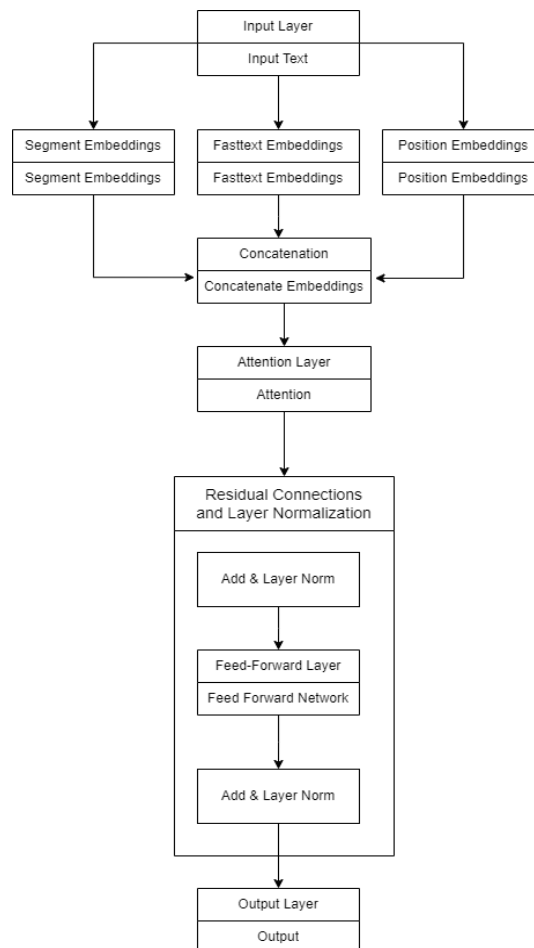 Input Layer
Input Text
Segment Embeddings
Segment Embeddings
Fasttext Embeddings
Fasttext Embeddings
Position Embeddings
Position Embeddings
Concatenation
Concatenate Embeddings
Attention Layer
Attention
Residual Connections
and Layer Normalization
Add & Layer Norm
Feed-Forward Layer
Feed Forward Network
Add & Layer Norm
Output Layer
Output